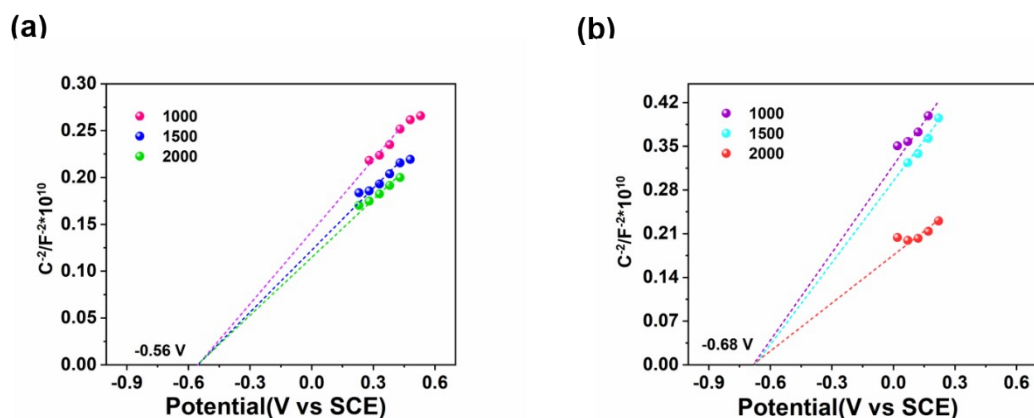 (a)
C⁻²/F⁻²*10¹⁰
0.30
0.25
0.20
0.15
0.10
0.05
0.00
1000
1500
2000
-0.56 V
-0.9 -0.6 -0.3 0.0 0.3 0.6
Potential(V vs SCE)
(b)
C⁻²/F⁻²*10¹⁰
0.42
0.35
0.28
0.21
0.14
0.07
0.00
1000
1500
2000
-0.68 V
-0.9 -0.6 -0.3 0.0 0.3 0.6
Potential(V vs SCE)